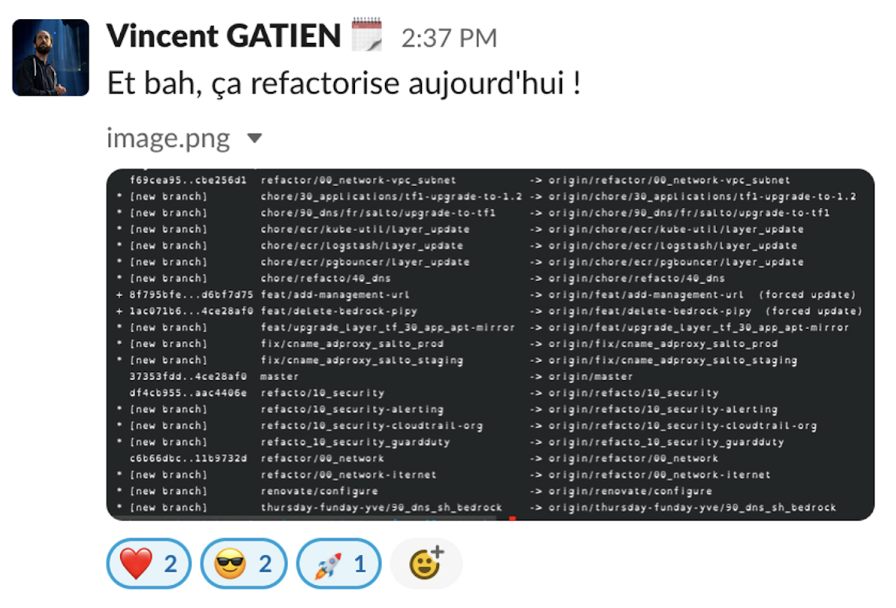 Vincent GATIEN 2:37 PM
Et bah, ça refactorise aujourd'hui !
image.png
f69cea95..cbe256d1 refactor/00_network-vpc_subnet -> origin/refactor/00_network-vpc_subnet
* [new branch] chore/30_applications/tf1-upgrade-to-1.2 -> origin/chore/30_applications/tf1-upgrade-to-1.2
* [new branch] chore/90_dns/fr/salto/upgrade-to-tf1 -> origin/chore/90_dns/fr/salto/upgrade-to-tf1
* [new branch] chore/ecr/kube-util/layer_update -> origin/chore/ecr/kube-util/layer_update
* [new branch] chore/ecr/logstash/layer_update -> origin/chore/ecr/logstash/layer_update
* [new branch] chore/ecr/pgbouncer/layer_update -> origin/chore/ecr/pgbouncer/layer_update
* [new branch] chore/refacto/40_dns -> origin/chore/refacto/40_dns
+ 8f795bfe...d6bf7d75 feat/add-management-url -> origin/feat/add-management-url (forced update)
+ 1ac071b6...4ce28af0 feat/delete-bedrock-pipy -> origin/feat/delete-bedrock-pipy (forced update)
* [new branch] feat/upgrade_layer_tf_30_app_apt-mirror -> origin/feat/upgrade_layer_tf_30_app_apt-mirror
* [new branch] fix/cname_adproxy_salto_prod -> origin/fix/cname_adproxy_salto_prod
* [new branch] fix/cname_adproxy_salto_staging -> origin/fix/cname_adproxy_salto_staging
37353fdd..4ce28af0 master -> origin/master
df4cb955..aac4406e refacto/10_security -> origin/refacto/10_security
* [new branch] refacto/10_security-alerting -> origin/refacto/10_security-alerting
* [new branch] refacto/10_security-cloudtrail-org -> origin/refacto/10_security-cloudtrail-org
* [new branch] refacto_10_security_guardduty -> origin/refacto_10_security_guardduty
c6b66dbc..11b9732d refactor/00_network -> origin/refactor/00_network
* [new branch] refactor/00_network-iternet -> origin/refactor/00_network-iternet
* [new branch] renovate/configure -> origin/renovate/configure
* [new branch] thursday-funday-yve/90_dns_sh_bedrock -> origin/thursday-funday-yve/90_dns_sh_bedrock
2 2 1